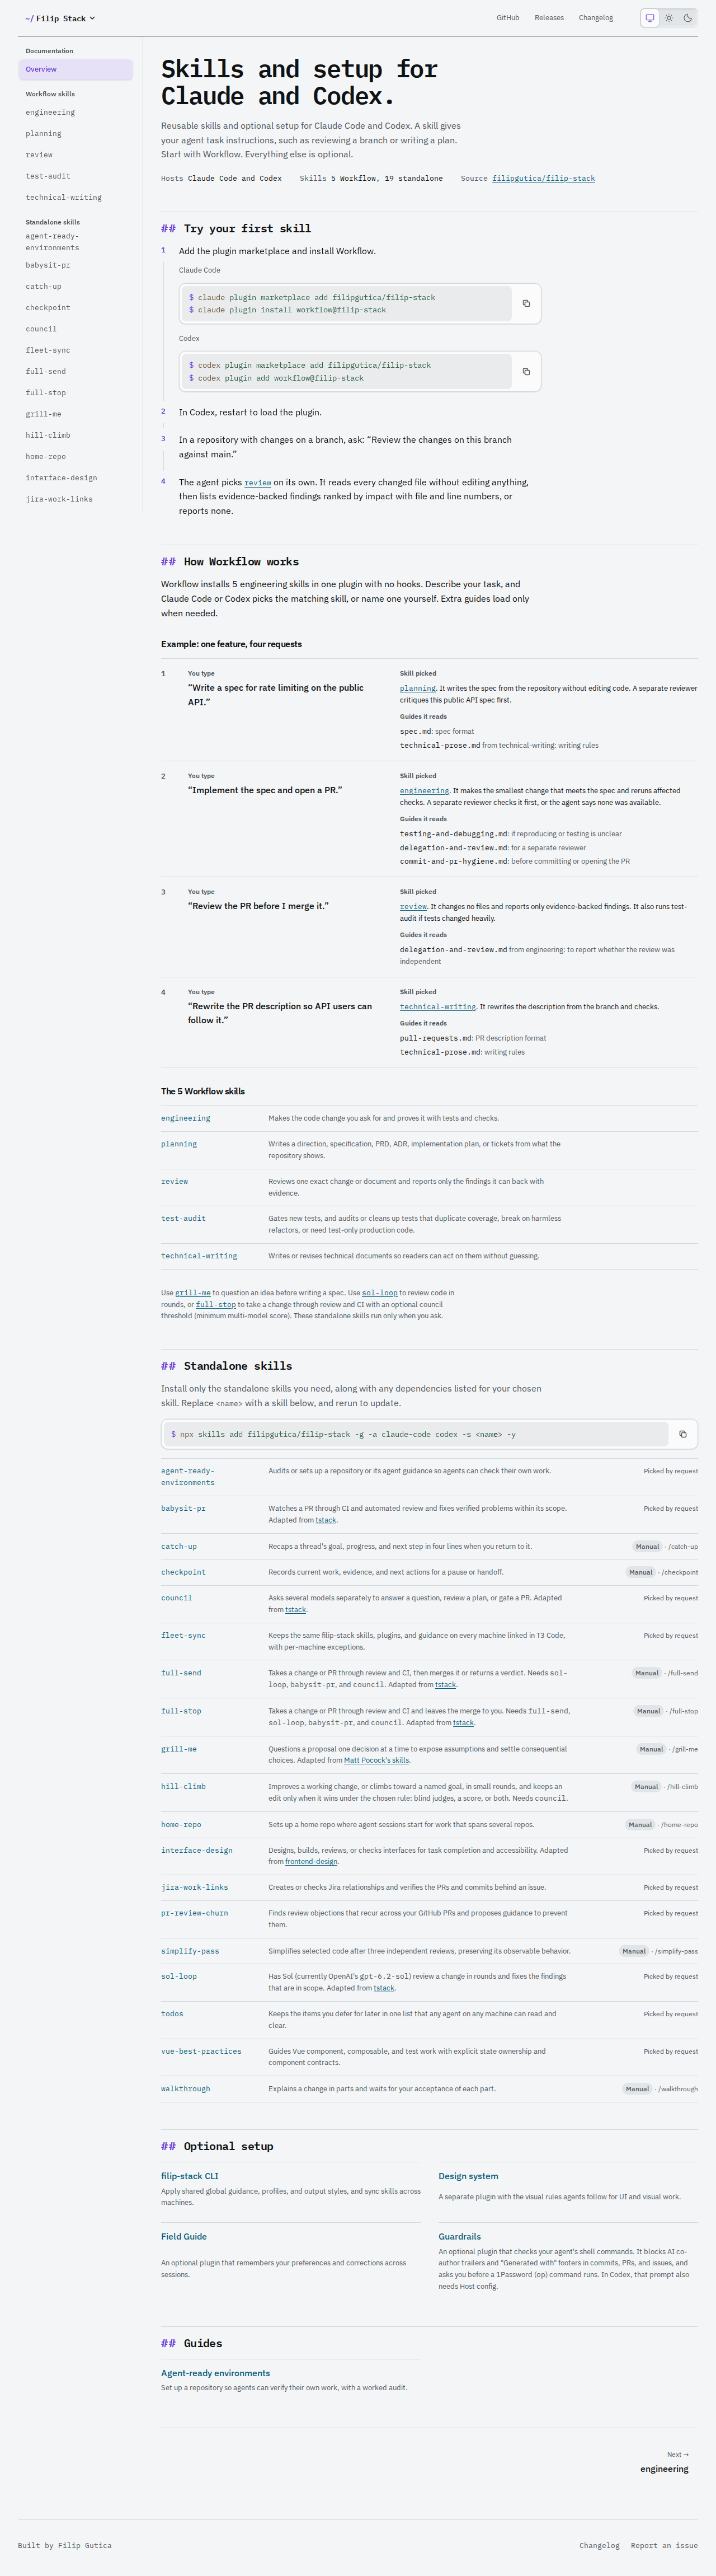 ~/ Filip Stack
GitHub
Releases
Changelog
Documentation
Overview
Workflow skills
engineering
planning
review
test-audit
technical-writing
Standalone skills
agent-ready-
environments
babysit-pr
catch-up
checkpoint
council
fleet-sync
full-send
full-stop
grill-me
hill-climb
home-repo
interface-design
jira-work-links
Skills and setup for
Claude and Codex.
Reusable skills and optional setup for Claude Code and Codex. A skill gives
your agent task instructions, such as reviewing a branch or writing a plan.
Start with Workflow. Everything else is optional.
Hosts Claude Code and Codex Skills 5 Workflow, 19 standalone Source filipgutica/filip-stack
## Try your first skill
1 Add the plugin marketplace and install Workflow.
Claude Code
$ claude plugin marketplace add filipgutica/filip-stack
$ claude plugin install workflow@filip-stack
Codex
$ codex plugin marketplace add filipgutica/filip-stack
$ codex plugin add workflow@filip-stack
2 In Codex, restart to load the plugin.
3 In a repository with changes on a branch, ask: “Review the changes on this branch
against main.”
4 The agent picks review on its own. It reads every changed file without editing anything,
then lists evidence-backed findings ranked by impact with file and line numbers, or
reports none.
## How Workflow works
Workflow installs 5 engineering skills in one plugin with no hooks. Describe your task, and
Claude Code or Codex picks the matching skill, or name one yourself. Extra guides load only
when needed.
Example: one feature, four requests
1 You type
“Write a spec for rate limiting on the public
API.”
Skill picked
planning. It writes the spec from the repository without editing code. A separate reviewer
critiques this public API spec first.
Guides it reads
spec.md: spec format
technical-prose.md from technical-writing: writing rules
2 You type
“Implement the spec and open a PR.”
Skill picked
engineering. It makes the smallest change that meets the spec and reruns affected
checks. A separate reviewer checks it first, or the agent says none was available.
Guides it reads
testing-and-debugging.md: if reproducing or testing is unclear
delegation-and-review.md: for a separate reviewer
commit-and-pr-hygiene.md: before committing or opening the PR
3 You type
“Review the PR before I merge it.”
Skill picked
review. It changes no files and reports only evidence-backed findings. It also runs test-
audit if tests changed heavily.
Guides it reads
delegation-and-review.md from engineering: to report whether the review was
independent
4 You type
“Rewrite the PR description so API users can
follow it.”
Skill picked
technical-writing. It rewrites the description from the branch and checks.
Guides it reads
pull-requests.md: PR description format
technical-prose.md: writing rules
The 5 Workflow skills
engineering Makes the code change you ask for and proves it with tests and checks.
planning Writes a direction, specification, PRD, ADR, implementation plan, or tickets from what the
repository shows.
review Reviews one exact change or document and reports only the findings it can back with
evidence.
test-audit Gates new tests, and audits or cleans up tests that duplicate coverage, break on harmless
refactors, or need test-only production code.
technical-writing Writes or revises technical documents so readers can act on them without guessing.
Use grill-me to question an idea before writing a spec. Use sol-loop to review code in
rounds, or full-stop to take a change through review and CI with an optional council
threshold (minimum multi-model score). These standalone skills run only when you ask.
## Standalone skills
Install only the standalone skills you need, along with any dependencies listed for your chosen
skill. Replace <name> with a skill below, and rerun to update.
$ npx skills add filipgutica/filip-stack -g -a claude-code codex -s <name> -y
agent-ready-
environments
Audits or sets up a repository or its agent guidance so agents can check their own work. Picked by request
babysit-pr Watches a PR through CI and automated review and fixes verified problems within its scope.
Adapted from tstack. Picked by request
catch-up Recaps a thread's goal, progress, and next step in four lines when you return to it. Manual · /catch-up
checkpoint Records current work, evidence, and next actions for a pause or handoff. Manual · /checkpoint
council Asks several models separately to answer a question, review a plan, or gate a PR. Adapted
from tstack. Picked by request
fleet-sync Keeps the same filip-stack skills, plugins, and guidance on every machine linked in T3 Code,
with per-machine exceptions. Picked by request
full-send Takes a change or PR through review and CI, then merges it or returns a verdict. Needs sol-
loop, babysit-pr, and council. Adapted from tstack. Manual · /full-send
full-stop Takes a change or PR through review and CI and leaves the merge to you. Needs full-send,
sol-loop, babysit-pr, and council. Adapted from tstack. Manual · /full-stop
grill-me Questions a proposal one decision at a time to expose assumptions and settle consequential
choices. Adapted from Matt Pocock's skills. Manual · /grill-me
hill-climb Improves a working change, or climbs toward a named goal, in small rounds, and keeps an
edit only when it wins under the chosen rule: blind judges, a score, or both. Needs council. Manual · /hill-climb
home-repo Sets up a home repo where agent sessions start for work that spans several repos. Manual · /home-repo
interface-design Designs, builds, reviews, or checks interfaces for task completion and accessibility. Adapted
from frontend-design. Picked by request
jira-work-links Creates or checks Jira relationships and verifies the PRs and commits behind an issue. Picked by request
pr-review-churn Finds review objections that recur across your GitHub PRs and proposes guidance to prevent
them. Picked by request
simplify-pass Simplifies selected code after three independent reviews, preserving its observable behavior. Manual · /simplify-pass
sol-loop Has Sol (currently OpenAI's gpt-6.2-sol) review a change in rounds and fixes the findings
that are in scope. Adapted from tstack. Picked by request
todos Keeps the items you defer for later in one list that any agent on any machine can read and
clear. Picked by request
vue-best-practices Guides Vue component, composable, and test work with explicit state ownership and
component contracts. Picked by request
walkthrough Explains a change in parts and waits for your acceptance of each part. Manual · /walkthrough
## Optional setup
filip-stack CLI
Apply shared global guidance, profiles, and output styles, and sync skills across
machines.
Design system
A separate plugin with the visual rules agents follow for UI and visual work.
Field Guide
An optional plugin that remembers your preferences and corrections across
sessions.
Guardrails
An optional plugin that checks your agent's shell commands. It blocks AI co-
author trailers and "Generated with" footers in commits, PRs, and issues, and
asks you before a 1Password (op) command runs. In Codex, that prompt also
needs Host config.
## Guides
Agent-ready environments
Set up a repository so agents can verify their own work, with a worked audit.
Next →
engineering
Built by Filip Gutica
Changelog
Report an issue